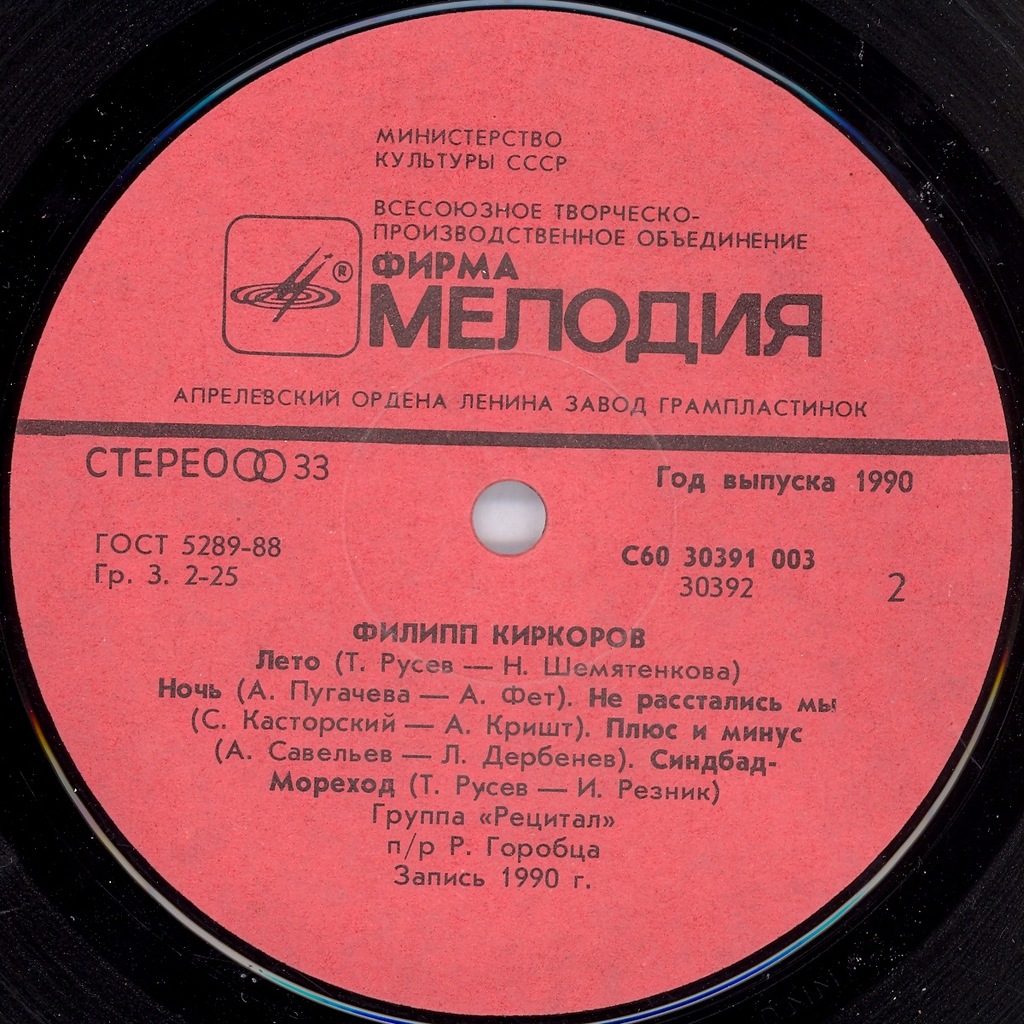 МИНИСТЕРСТВО
КУЛЬТУРЫ СССР
ВСЕСОЮЗНОЕ ТВОРЧЕСКО-
ПРОИЗВОДСТВЕННОЕ ОБЪЕДИНЕНИЕ
ФИРМА
МЕЛОДИЯ
®
АПРЕЛЕВСКИЙ ОРДЕНА ЛЕНИНА ЗАВОД ГРАМПЛАСТИНОК
СТЕРЕО 33
Год выпуска 1990
ГОСТ 5289-88
Гр. 3. 2-25
С60 30391 003
30392
2
ФИЛИПП КИРКОРОВ
Лето (Т. Русев — Н. Шемятенкова)
Ночь (А. Пугачева — А. Фет). Не расстались мы
(С. Касторский — А. Кришт). Плюс и минус
(А. Савельев — Л. Дербенев). Синдбад-
Мореход (Т. Русев — И. Резник)
Группа «Рецитал»
п/р Р. Горобца
Запись 1990 г.